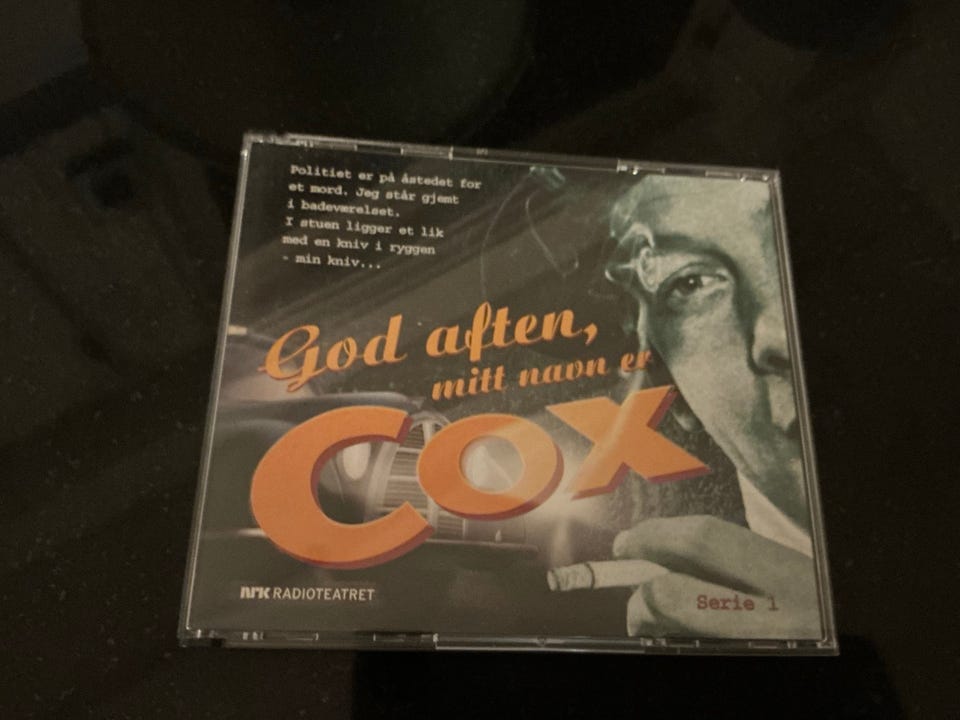 Politiet er på åstedet for
et mord. Jeg står gjemt
i badeværelset.
I stuen ligger et lik
med en kniv i ryggen
- min kniv...
God aften,
mitt navn er
Cox
NRK RADIOTEATRET
Serie 1